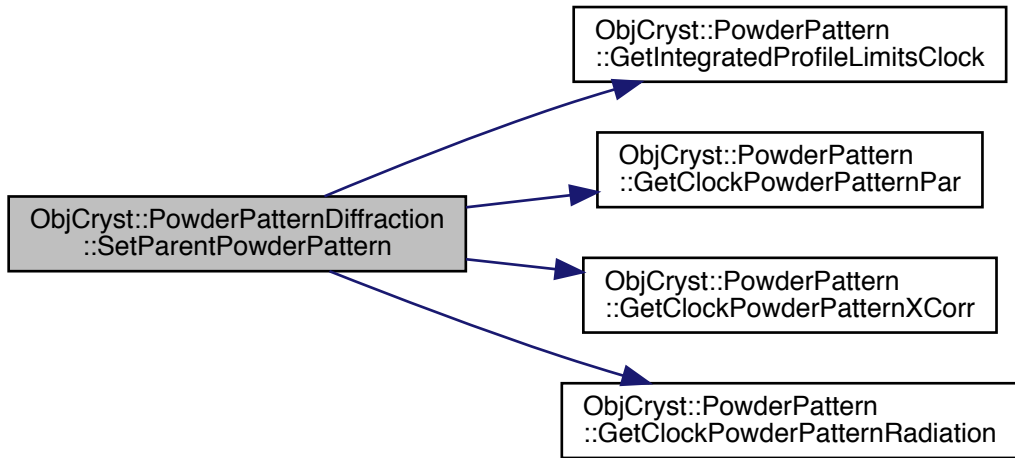 ObjCryst::PowderPattern
::GetIntegratedProfileLimitsClock
ObjCryst::PowderPattern
::GetClockPowderPatternPar
ObjCryst::PowderPatternDiffraction
::SetParentPowderPattern
ObjCryst::PowderPattern
::GetClockPowderPatternXCorr
ObjCryst::PowderPattern
::GetClockPowderPatternRadiation